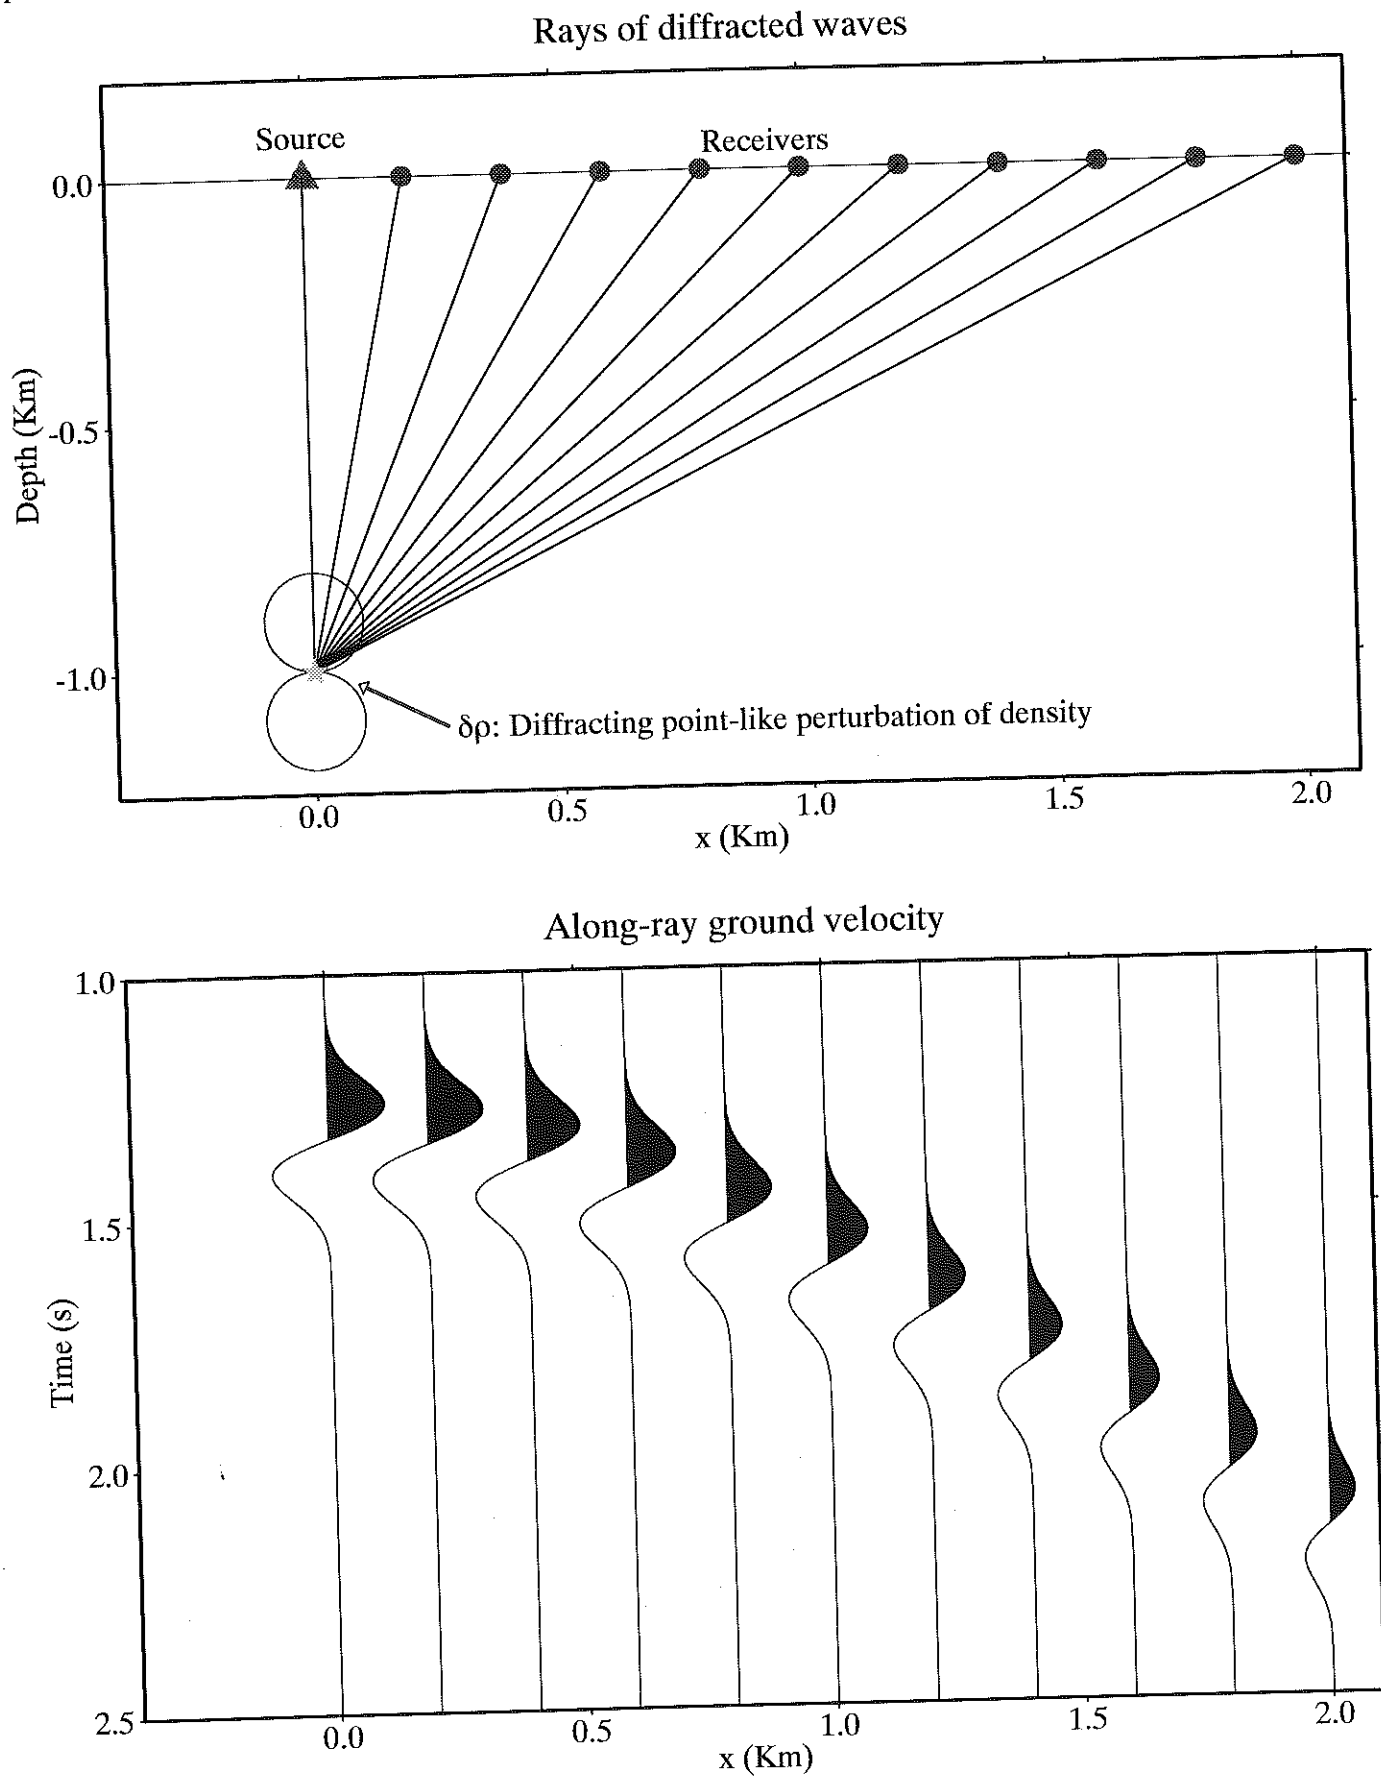 Rays of diffracted waves
Source
Receivers
0.0
-0.5
-1.0
Depth (Km)
δρ: Diffracting point-like perturbation of density
0.0 0.5 1.0 1.5 2.0
x (Km)
Along-ray ground velocity
1.0
1.5
2.0
2.5
Time (s)
0.0 0.5 1.0 1.5 2.0
x (Km)